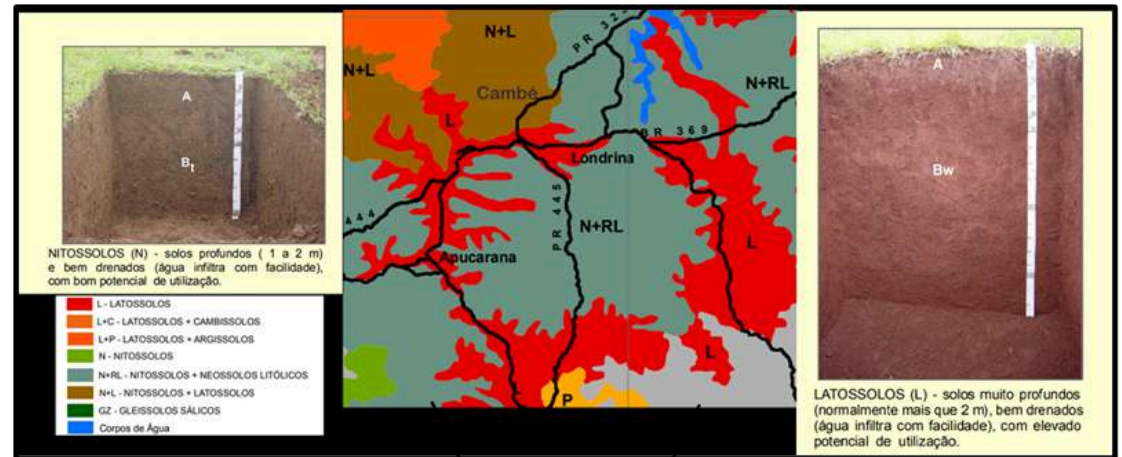 A
Bt
NITOSSOLOS (N) - solos profundos ( 1 a 2 m)
e bem drenados (água infiltra com facilidade),
com bom potencial de utilização.
L - LATOSSOLOS
L+C - LATOSSOLOS + CAMBISSOLOS
L+P - LATOSSOLOS + ARGISSOLOS
N - NITOSSOLOS
N+RL - NITOSSOLOS + NEOSSOLOS LITÓLICOS
N+L - NITOSSOLOS + LATOSSOLOS
GZ - GLEISSOLOS SÁLICOS
Corpos de Água
N+L
PR 323
N+L
Cambé
N+RL
L
BR 369
Londrina
444
PR 445
N+RL
L
Apucarana
L
P
A
Bw
LATOSSOLOS (L) - solos muito profundos
(normalmente mais que 2 m), bem drenados
(água infiltra com facilidade), com elevado
potencial de utilização.